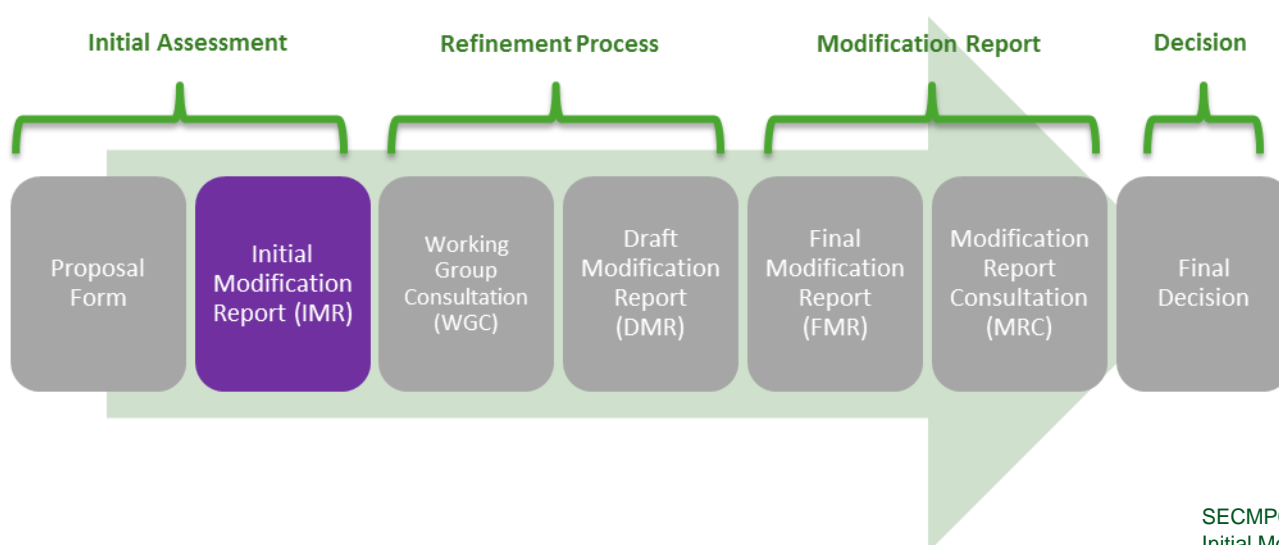 Initial Assessment
Refinement Process
Modification Report
Decision
Proposal
Form
Initial
Modification
Report (IMR)
Working
Group
Consultation
(WGC)
Draft
Modification
Report
(DMR)
Final
Modification
Report
(FMR)
Modification
Report
Consultation
(MRC)
Final
Decision
Initial